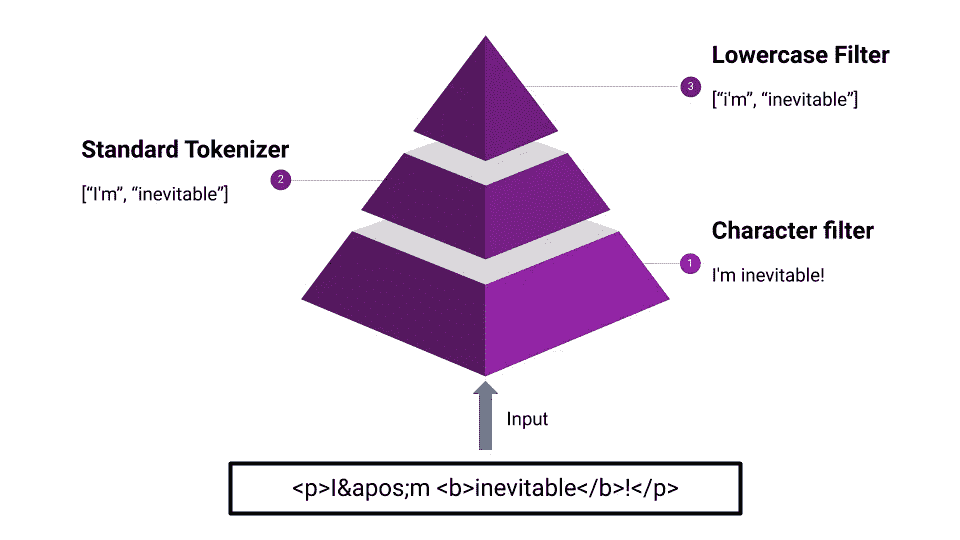 Lowercase Filter
3
[“i'm”, “inevitable”]
Standard Tokenizer
2
[“I'm”, “inevitable”]
Character filter
1
I'm inevitable!
Input
<p>I&apos;m <b>inevitable</b>!</p>